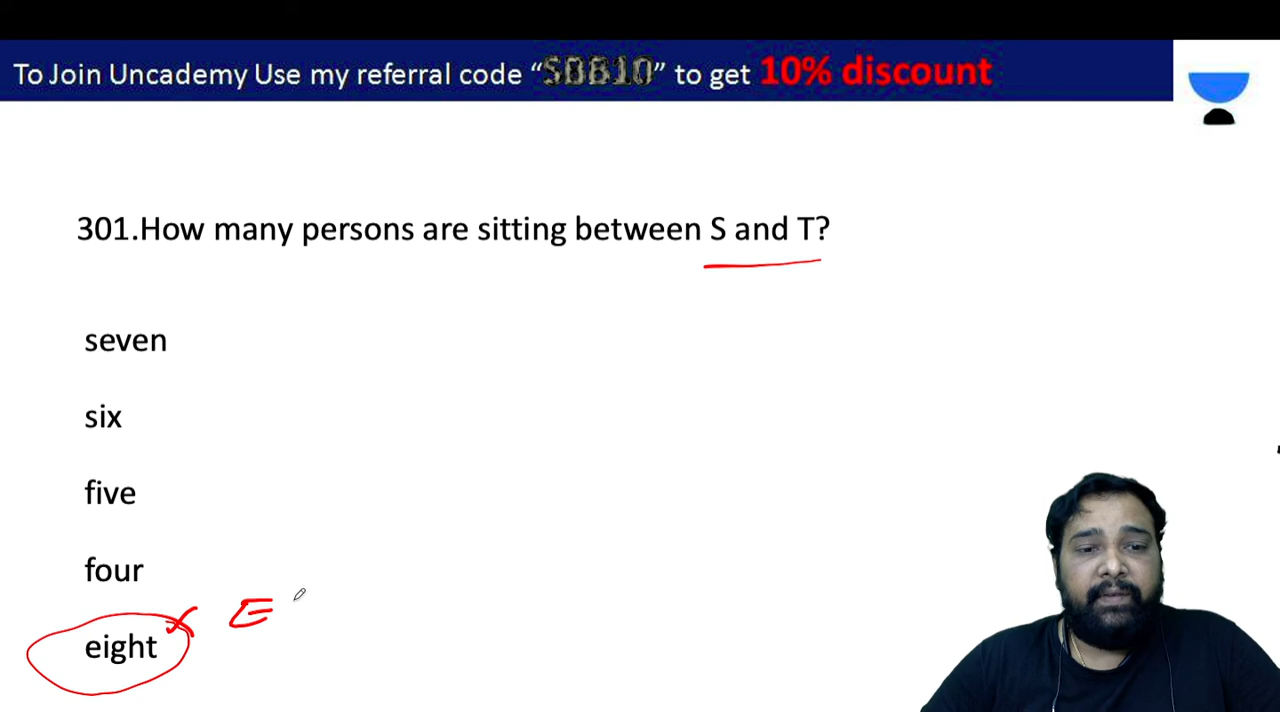 To Join Uncademy Use my referral code “SBB10” to get 10% discount
301.How many persons are sitting between S and T?
seven
six
five
four
E
eight